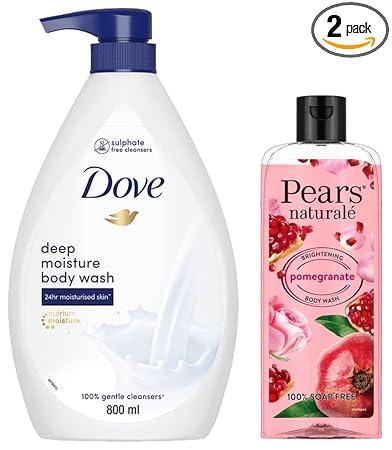 2
pack
sulphate
free cleansers
Dove
deep
moisture
body wash
24hr moisturised skin*
nutrium
moisture
100% gentle cleansers*
800 ml
Pears®
naturalé
BRIGHTENING
pomegranate
BODY WASH
100% SOAP FREE